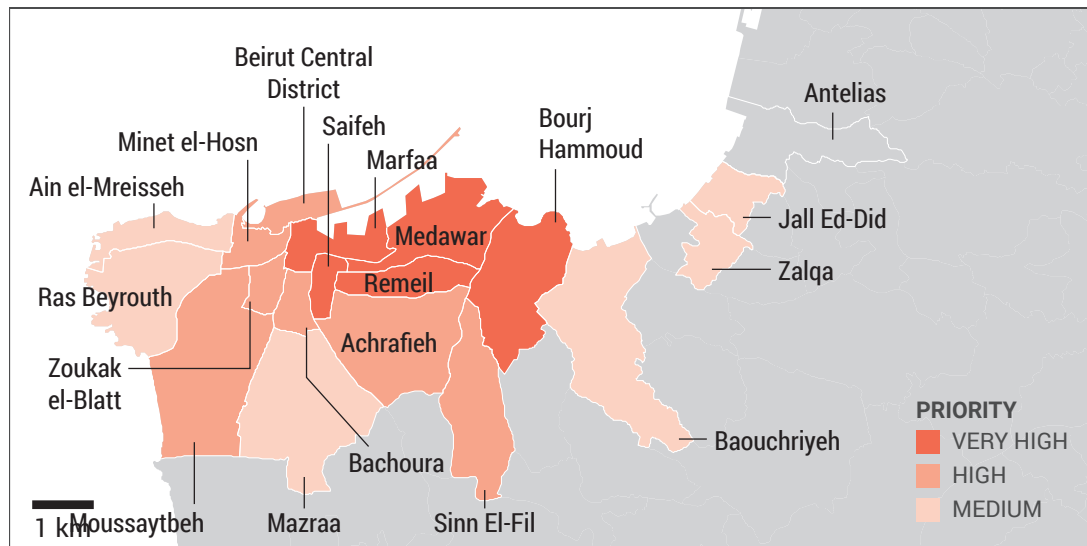 Beirut Central
District
Antelias
Saifeh
Bourj
Hammoud
Minet el-Hosn
Marfaa
Ain el-Mreisseh
Jall Ed-Did
Medawar
Zalqa
Remeil
Ras Beyrouth
Achrafieh
Zoukak
el-Blatt
PRIORITY
VERY HIGH
HIGH
MEDIUM
Baouchriyeh
Bachoura
1 km
Moussaytbeh
Mazraa
Sinn El-Fil